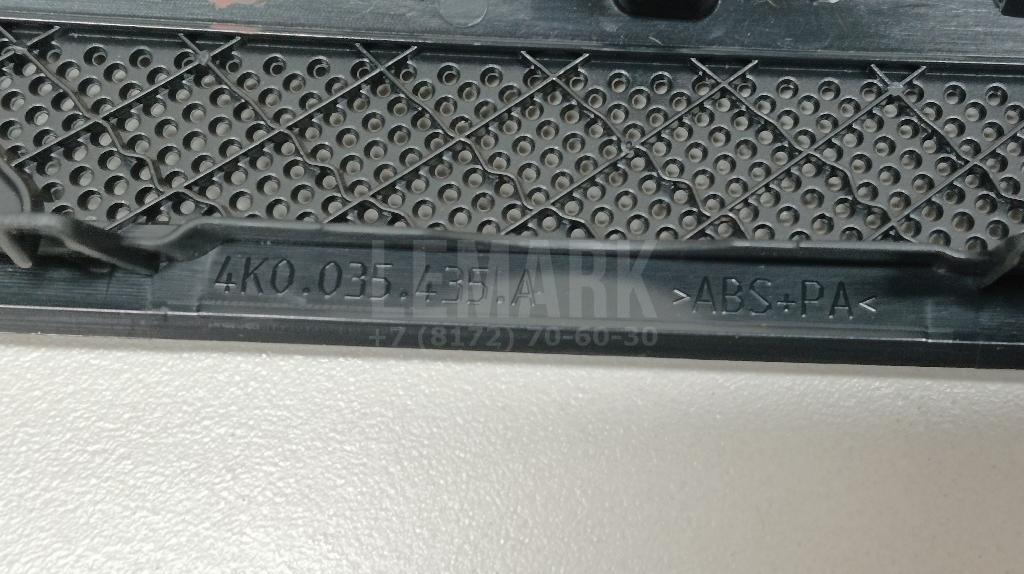 LEMARK
4K0.035.435.A >ABS+PA<
+7 (8172) 70-60-30